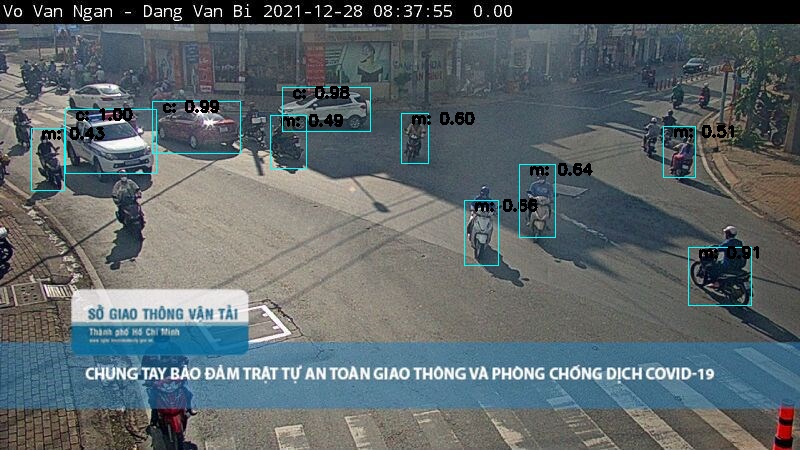 Vo Van Ngan - Dang Van Bi 2021-12-28 08:37:55 0.00
c: 0.98
c: 0.99
c: 1.00
m: 0.49
m: 0.60
m: 0.43
m: 0.51
m: 0.64
m: 0.91
SỞ GIAO THÔNG VẬN TẢI
Thành phố Hồ Chí Minh
CHUNG TAY BẢO ĐẢM TRẬT TỰ AN TOÀN GIAO THÔNG VÀ PHÒNG CHỐNG DỊCH COVID-19